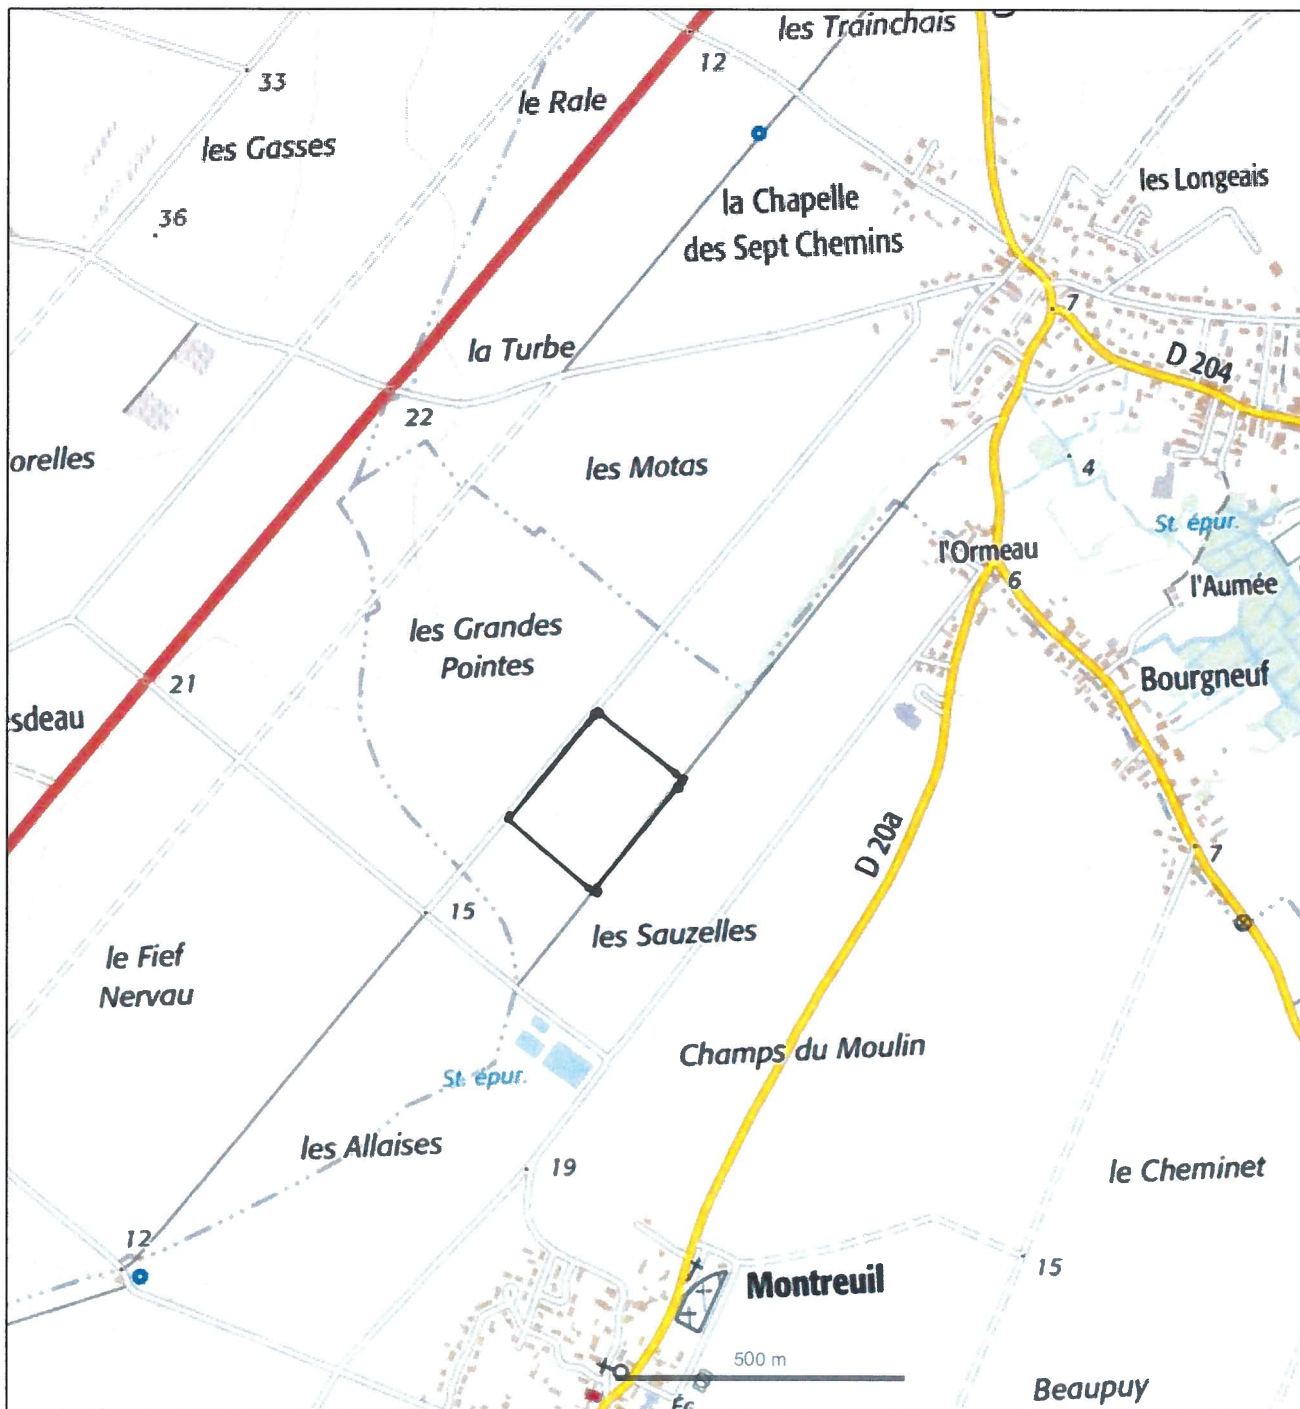 les Trainchais
12
33
le Rale
les Gasses
la Chapelle
des Sept Chemins
les Longeais
36
7
la Turbe
D 204
22
orelles
les Motas
4
St. épur.
l'Ormeau
6
l'Aumée
les Grandes
Pointes
Bourgneuf
21
esdeau
D 20a
7
15
les Sauzelles
le Fief
Nervau
Champs du Moulin
St. épur.
les Allaises
19
le Cheminet
12
15
Montreuil
500 m
Beaupuy
Éc